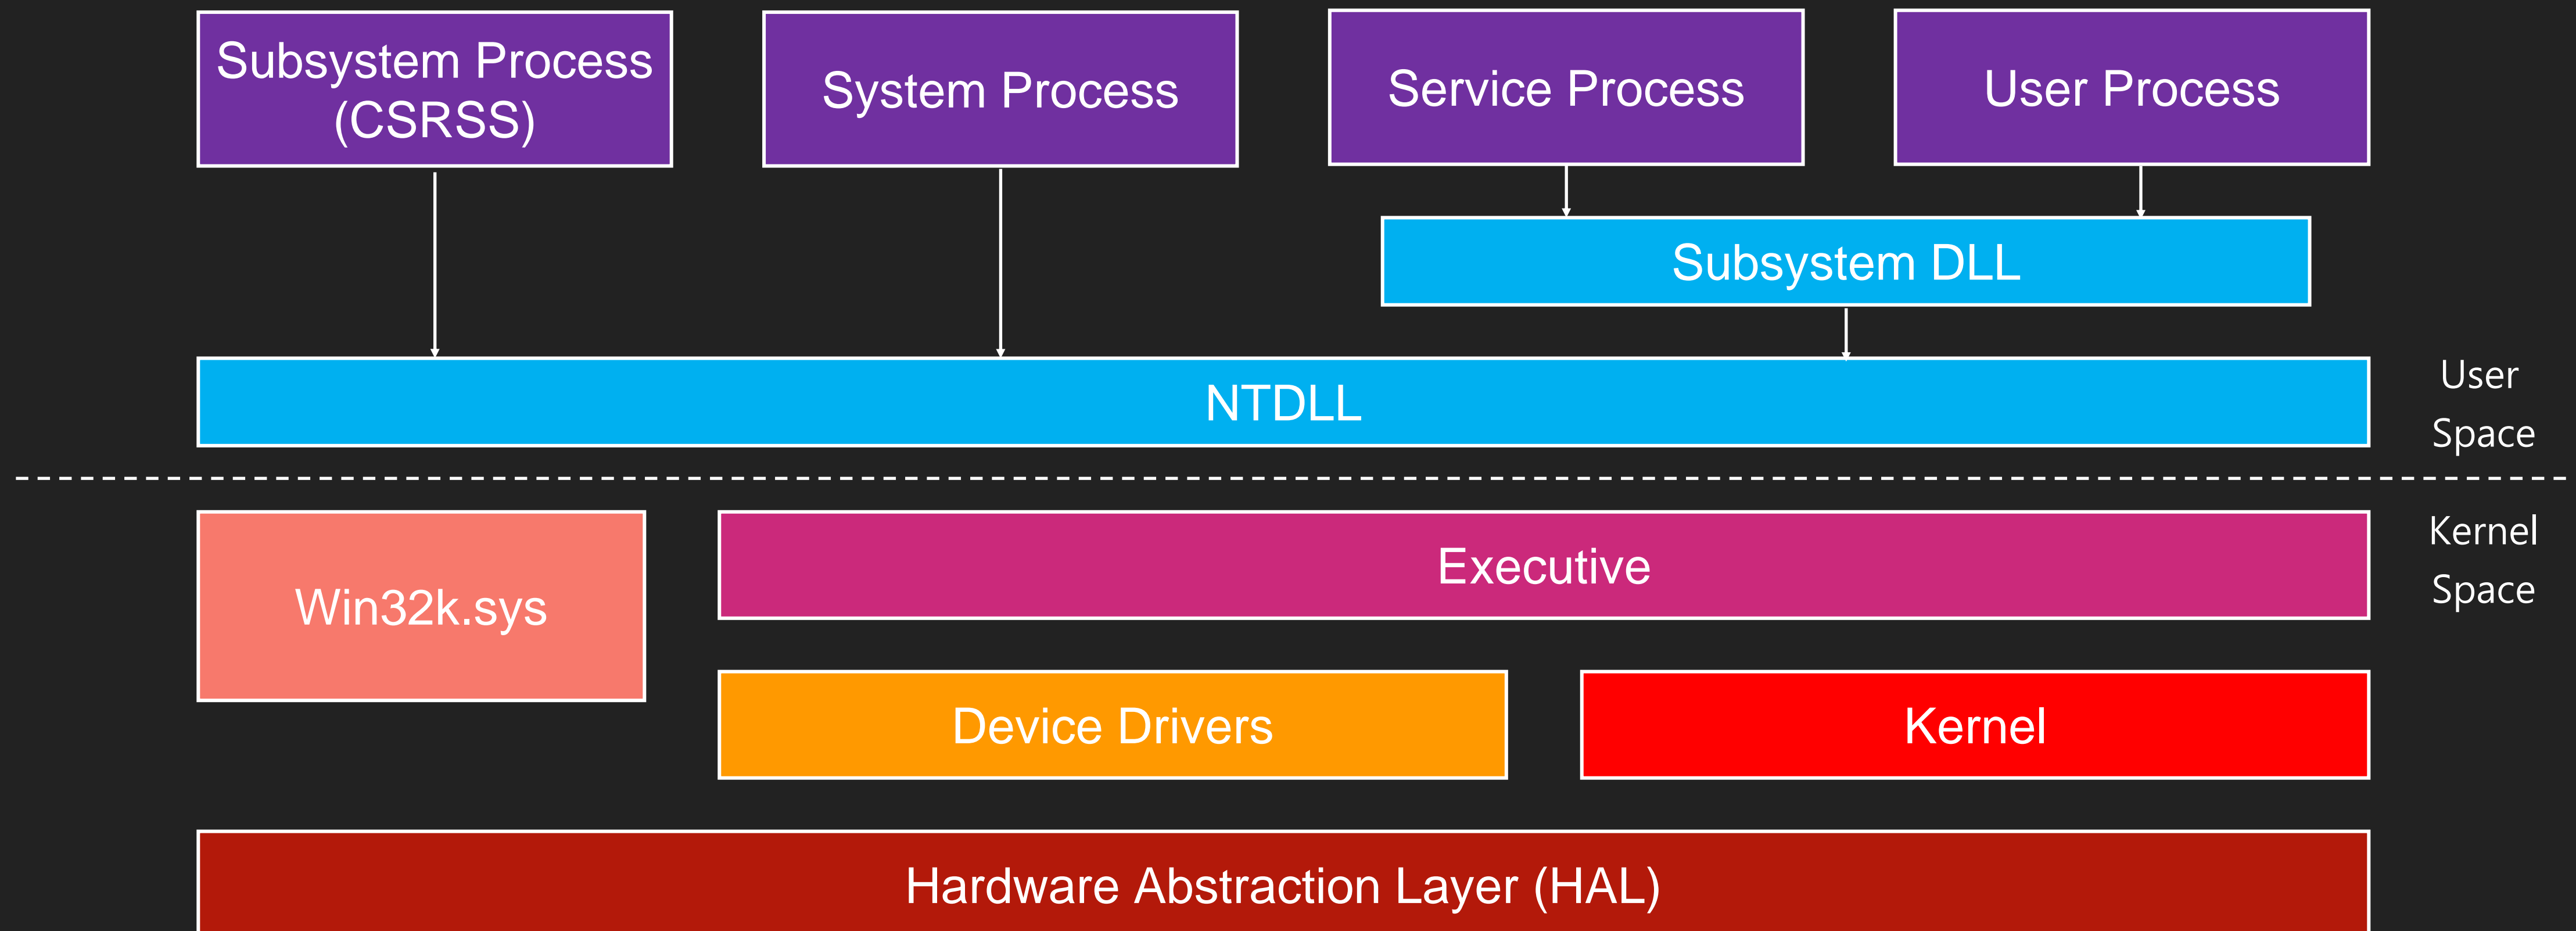 Subsystem Process
(CSRSS)
System Process
Service Process
User Process
Subsystem DLL
NTDLL
User
Space
Kernel
Space
Win32k.sys
Executive
Device Drivers
Kernel
Hardware Abstraction Layer (HAL)